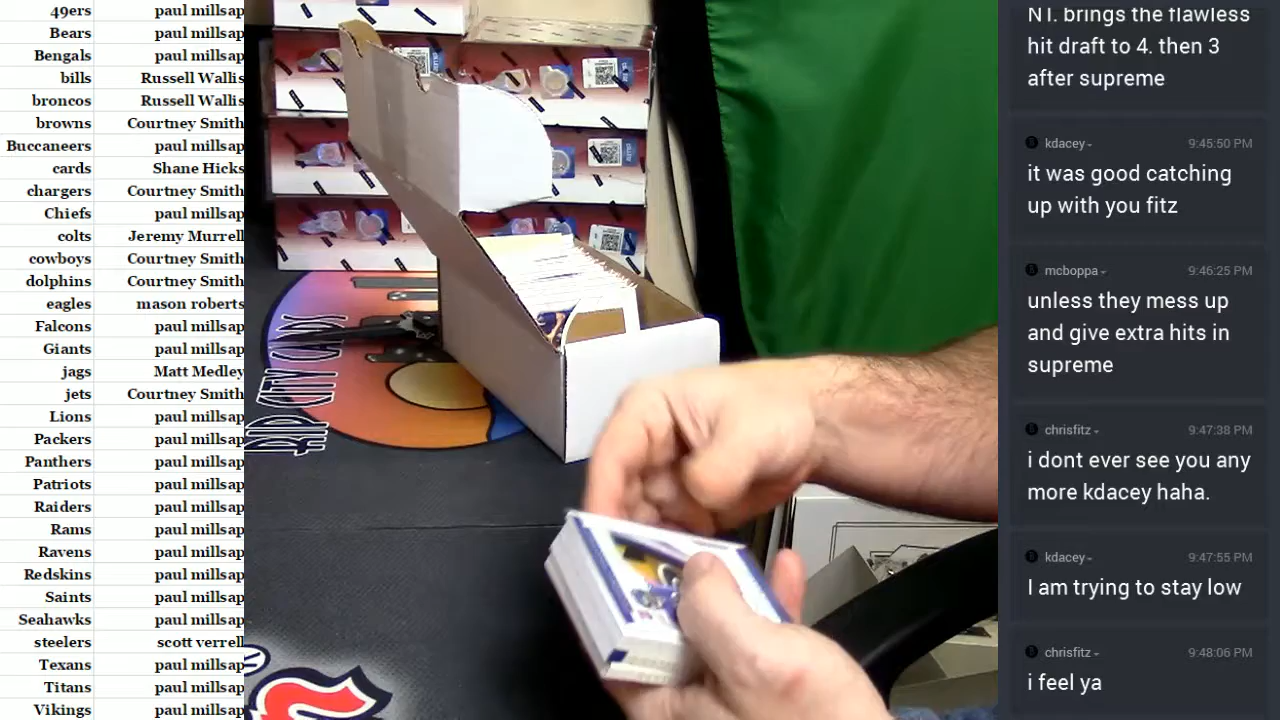 49ers paul millsap
Bears paul millsap
Bengals paul millsap
bills Russell Wallis
broncos Russell Wallis
browns Courtney Smith
Buccaneers paul millsap
cards Shane Hicks
chargers Courtney Smith
Chiefs paul millsap
colts Jeremy Murrell
cowboys Courtney Smith
dolphins Courtney Smith
eagles mason roberts
Falcons paul millsap
Giants paul millsap
jags Matt Medley
jets Courtney Smith
Lions paul millsap
Packers paul millsap
Panthers paul millsap
Patriots paul millsap
Raiders paul millsap
Rams paul millsap
Ravens paul millsap
Redskins paul millsap
Saints paul millsap
Seahawks paul millsap
steelers scott verrell
Texans paul millsap
Titans paul millsap
Vikings paul millsap
RIP CITY CARDS
NT. brings the flawless
hit draft to 4. then 3
after supreme
kdacey 9:45:50 PM
it was good catching
up with you fitz
mcboppa 9:46:25 PM
unless they mess up
and give extra hits in
supreme
chrisfitz 9:47:38 PM
i dont ever see you any
more kdacey haha.
kdacey 9:47:55 PM
I am trying to stay low
chrisfitz 9:48:06 PM
i feel ya